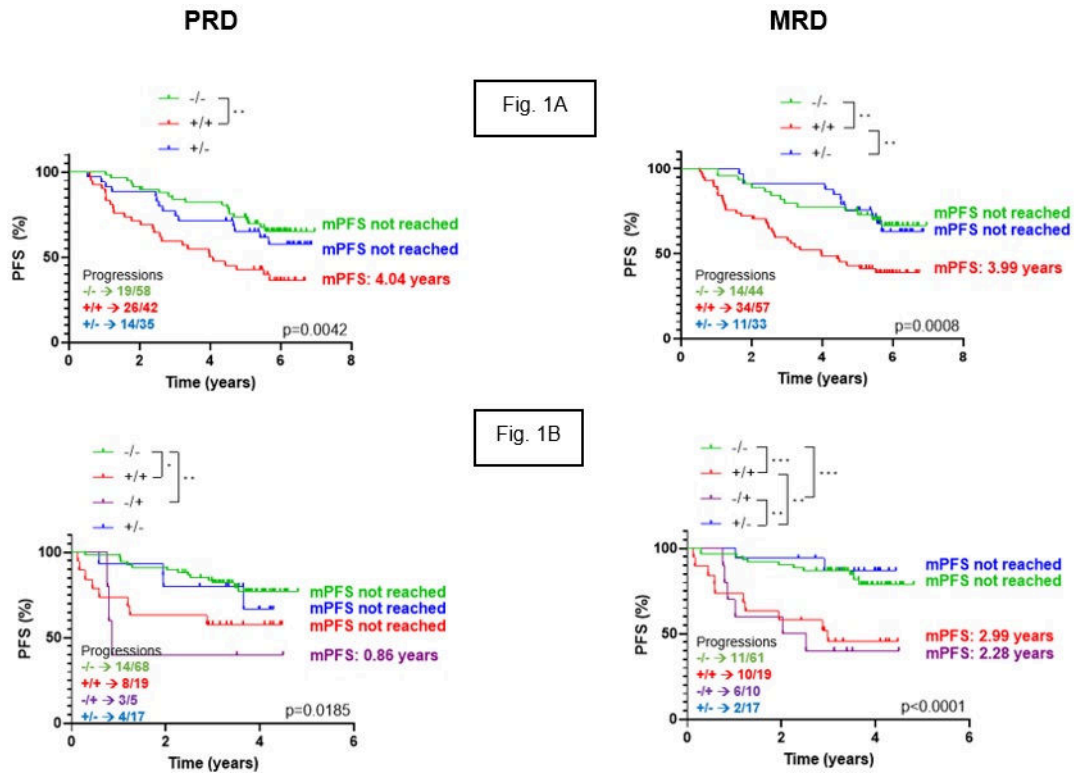 PRD
MRD
Fig. 1A
-/-
+/+
+/-
..
PFS (%)
100
50
0
mPFS not reached
mPFS not reached
mPFS: 4.04 years
Progressions
-/- → 19/58
+/+ → 26/42
+/- → 14/35
p=0.0042
0 2 4 6 8
Time (years)
-/-
+/+
+/-
..
..
PFS (%)
100
50
0
mPFS not reached
mPFS not reached
mPFS: 3.99 years
Progressions
-/- → 14/44
+/+ → 34/57
+/- → 11/33
p=0.0008
0 2 4 6 8
Time (years)
Fig. 1B
-/-
+/+
-/+
+/-
.
..
PFS (%)
100
50
0
mPFS not reached
mPFS not reached
mPFS not reached
mPFS: 0.86 years
Progressions
-/- → 14/68
+/+ → 8/19
-/+ → 3/5
+/- → 4/17
p=0.0185
0 2 4 6
Time (years)
-/-
+/+
-/+
+/-
...
..
..
...
PFS (%)
100
50
0
mPFS not reached
mPFS not reached
mPFS: 2.99 years
mPFS: 2.28 years
Progressions
-/- → 11/61
+/+ → 10/19
-/+ → 6/10
+/- → 2/17
p<0.0001
0 2 4 6
Time (years)